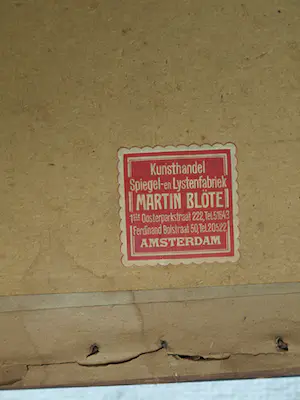 Kunsthandel
Spiegel-en Lystenfabriek
MARTIN BLÖTE
1ste Oosterparkstraat 222, Tel. 51643
Ferdinand Bolstraat 50, Tel. 20522
AMSTERDAM